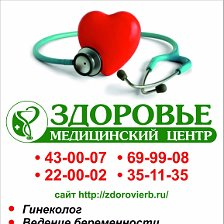 ЗДОРОВЬЕ
МЕДИЦИНСКИЙ ЦЕНТР
• 43-00-07 • 69-99-08
• 22-00-02 • 35-11-35
сайт http://zdorovierb.ru/
• Гинеколог
• Ведение беременности